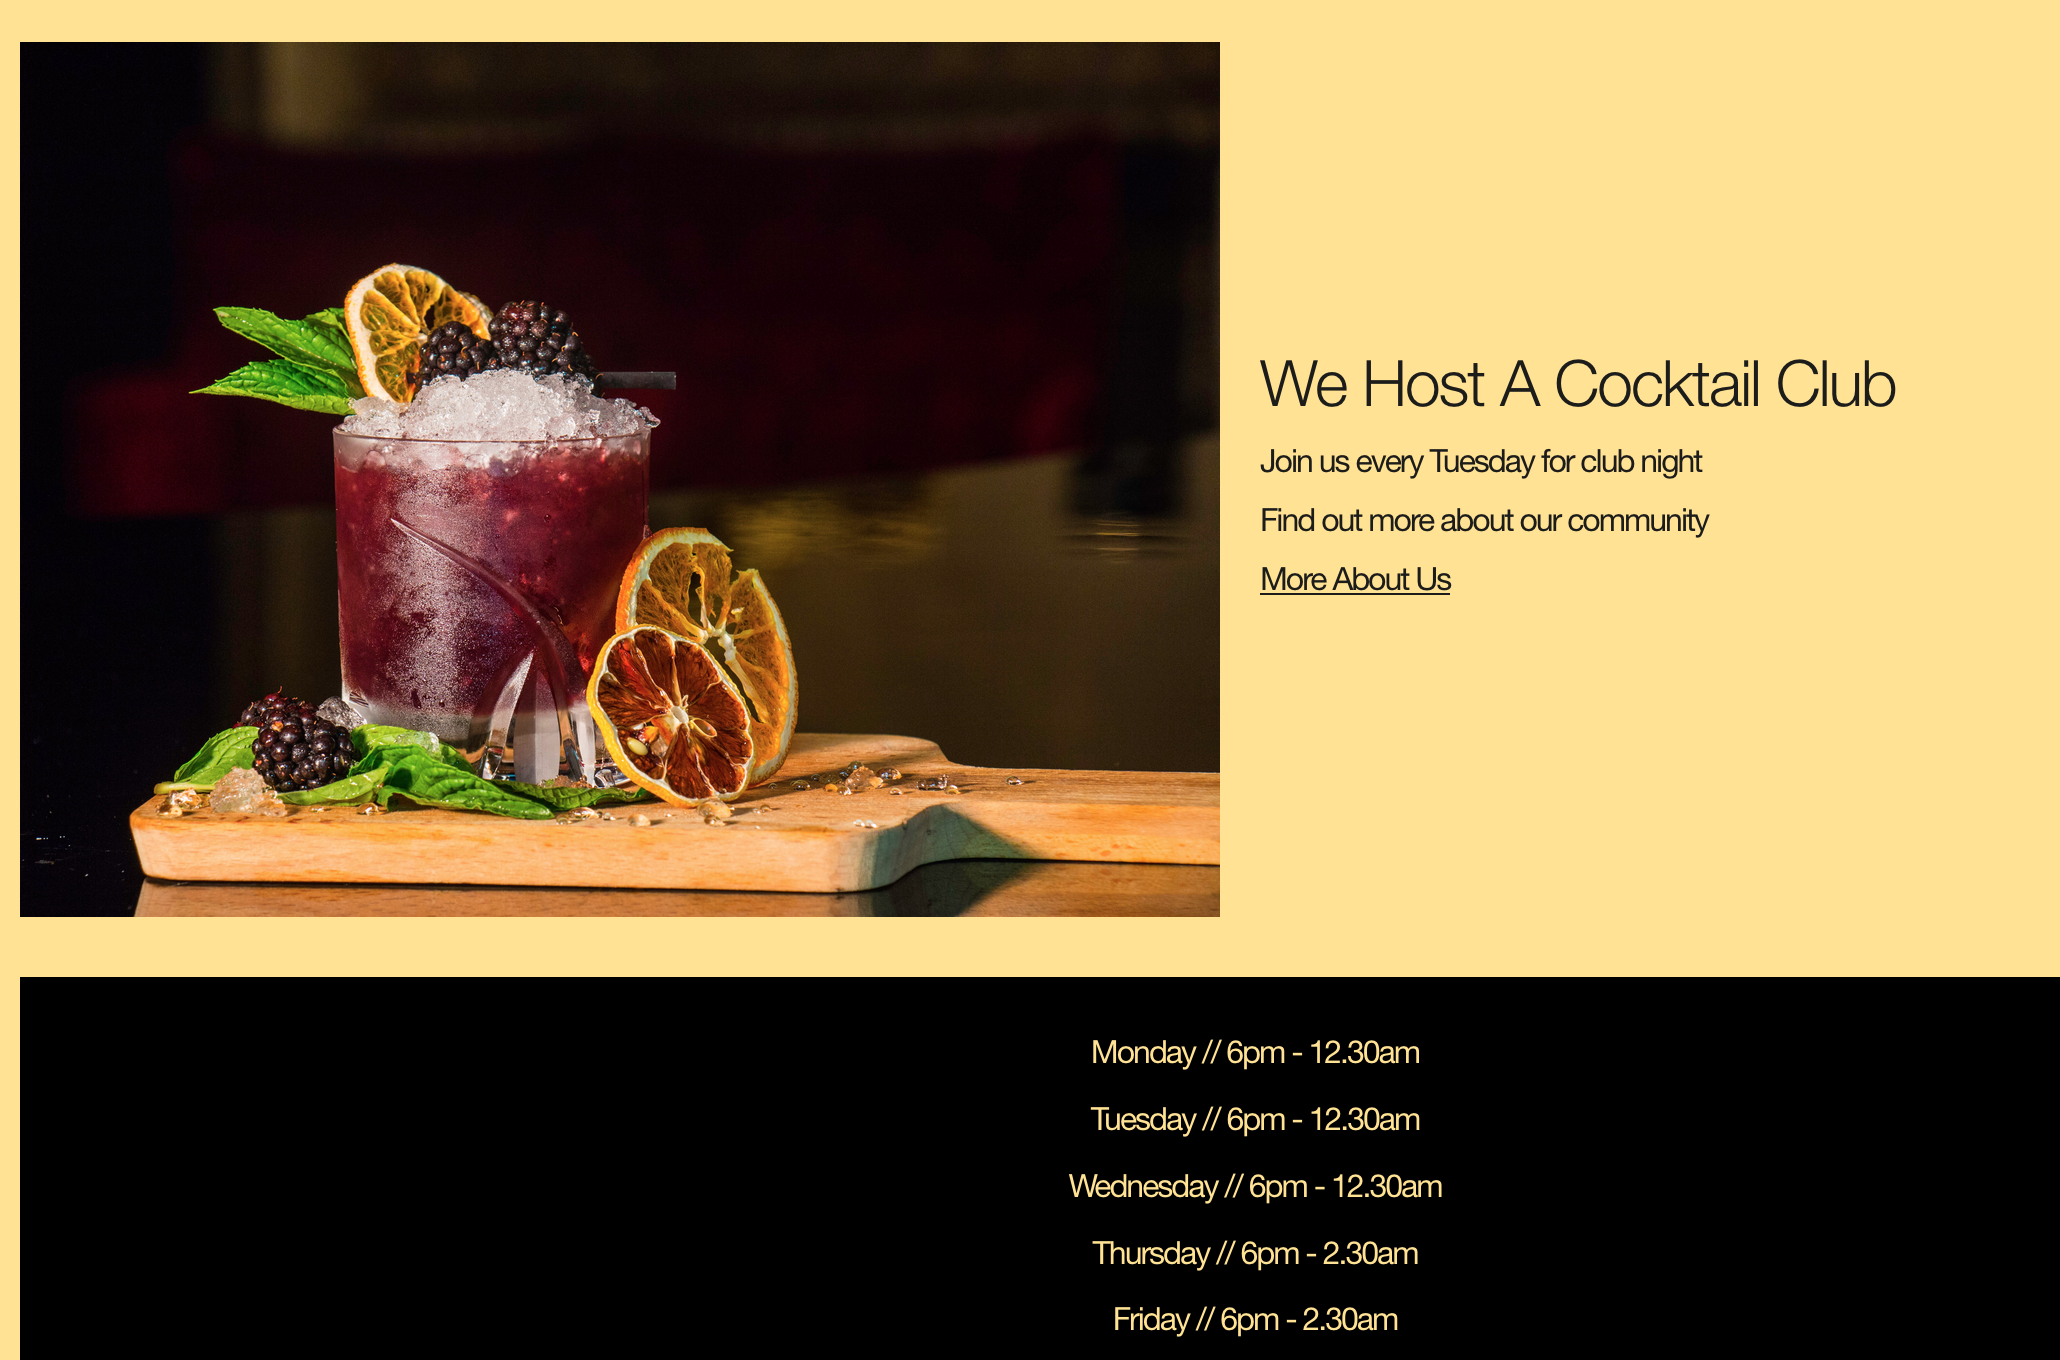 We Host A Cocktail Club
Join us every Tuesday for club night
Find out more about our community
More About Us
Monday // 6pm - 12.30am
Tuesday // 6pm - 12.30am
Wednesday // 6pm - 12.30am
Thursday // 6pm - 2.30am
Friday // 6pm - 2.30am